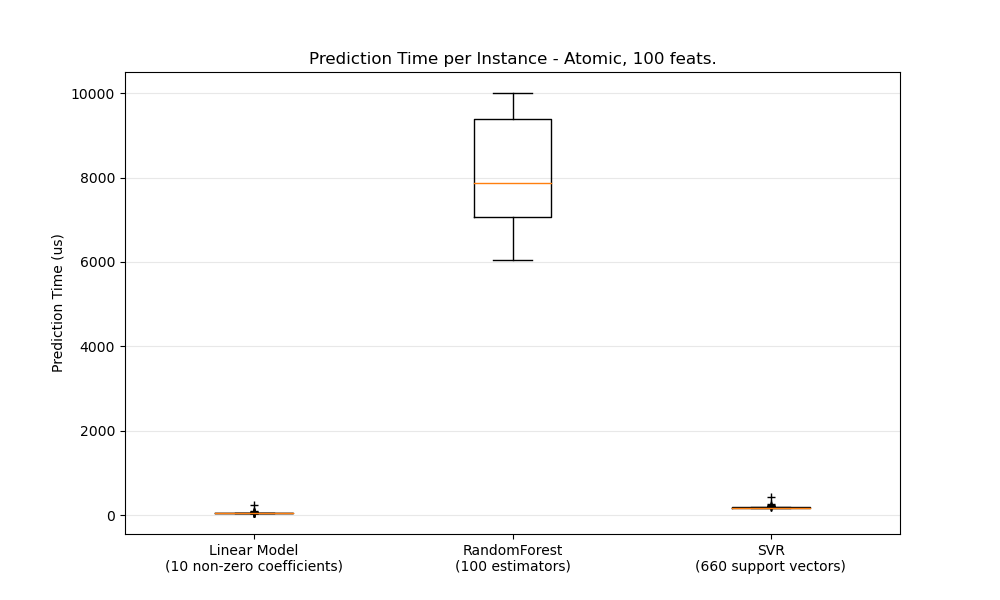 Prediction Time per Instance - Atomic, 100 feats.
10000
8000
6000
4000
2000
0
Prediction Time (us)
Linear Model
(10 non-zero coefficients)
RandomForest
(100 estimators)
SVR
(660 support vectors)